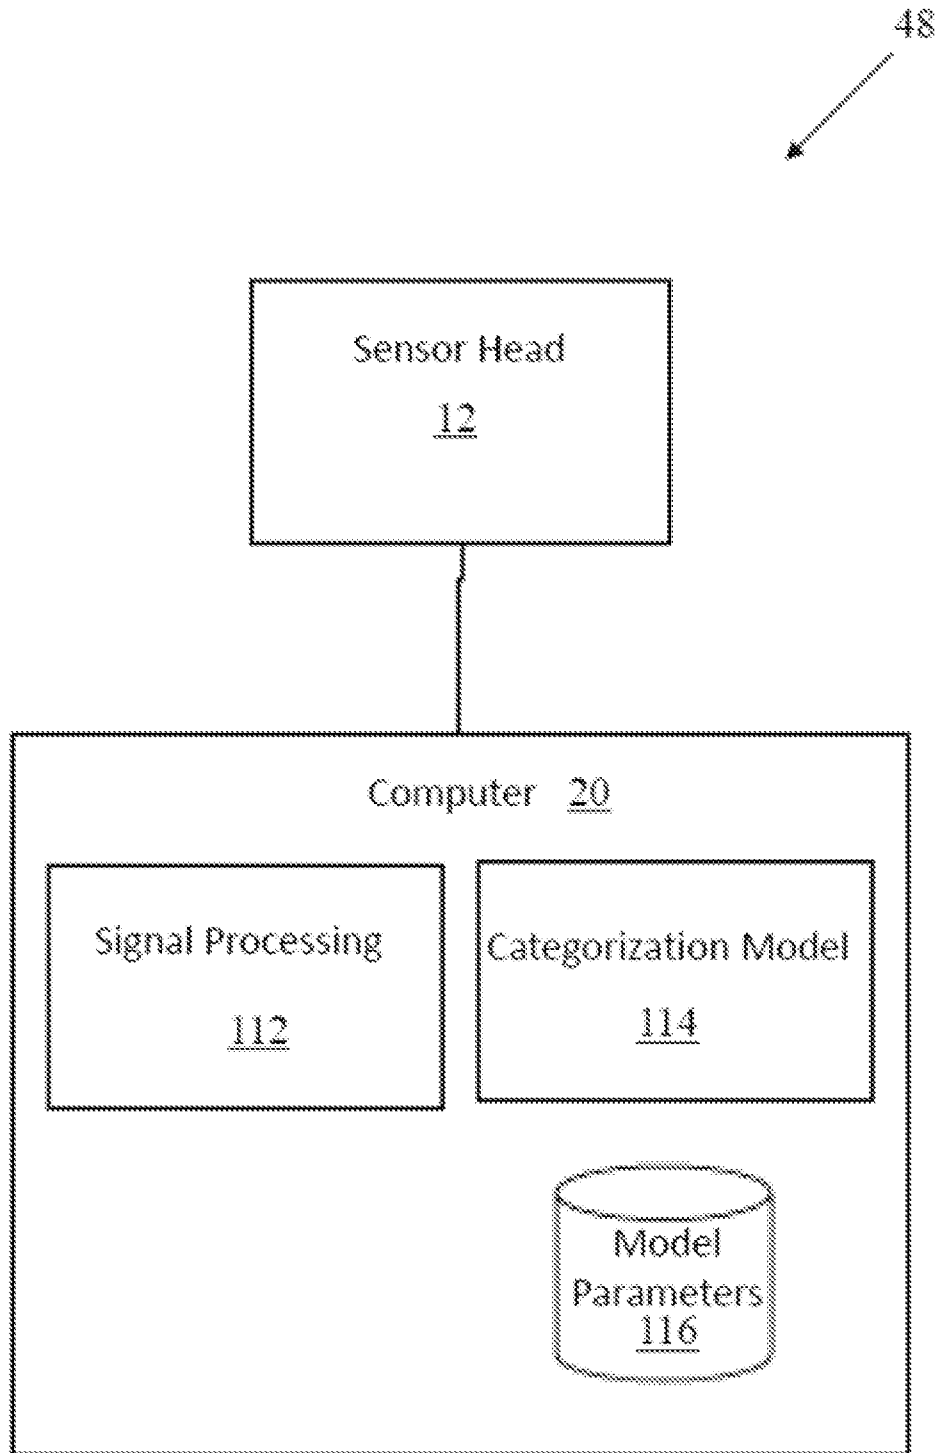 48
Sensor Head
12
Computer 20
Signal Processing
112
Categorization Model
114
Model
Parameters
116